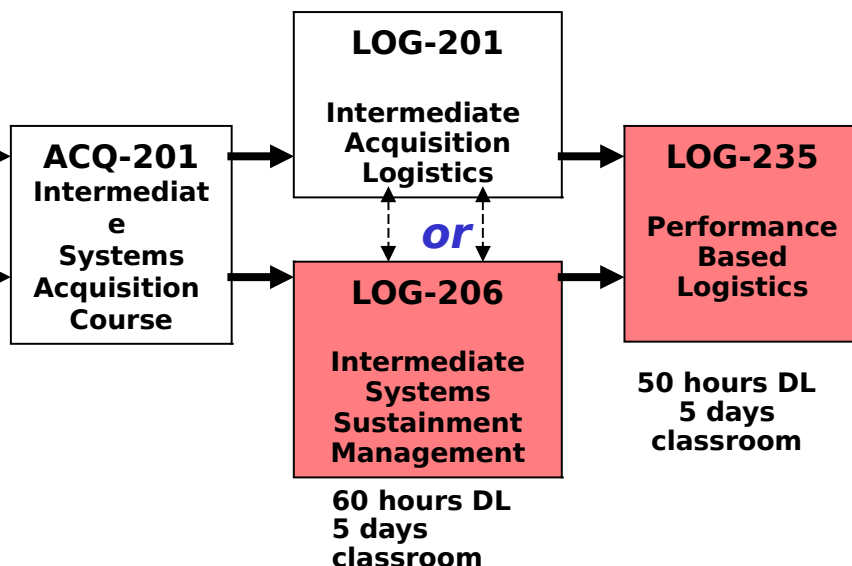 ACQ-201
Intermediat
e
Systems
Acquisition
Course
LOG-201
Intermediate
Acquisition
Logistics
or
LOG-206
Intermediate
Systems
Sustainment
Management
60 hours DL
5 days
classroom
LOG-235
Performance
Based
Logistics
50 hours DL
5 days
classroom